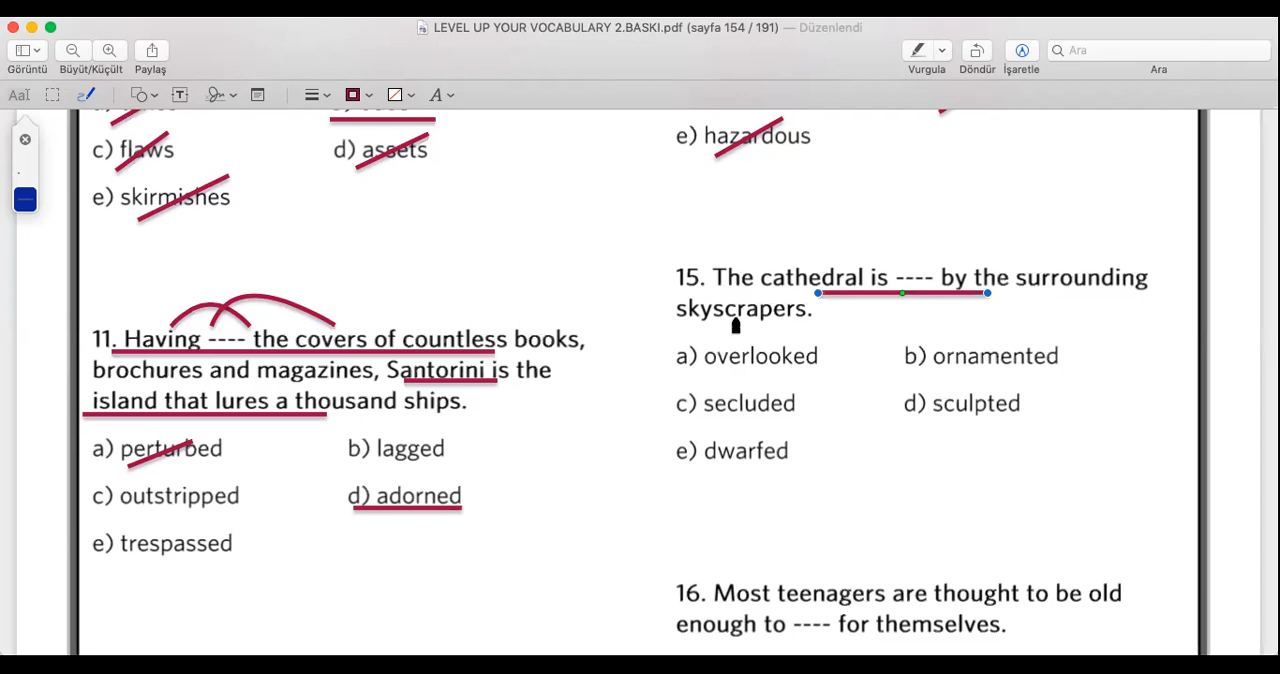 LEVEL UP YOUR VOCABULARY 2.BASKI.pdf (sayfa 154 / 191) — Düzenlendi
Görüntü
Büyüt/Küçült
Paylaş
Vurgula
Döndür
İşaretle
Ara
Ara
c) flaws
d) assets
e) skirmishes
11. Having ---- the covers of countless books,
brochures and magazines, Santorini is the
island that lures a thousand ships.
a) perturbed
b) lagged
c) outstripped
d) adorned
e) trespassed
e) hazardous
15. The cathedral is ---- by the surrounding
skyscrapers.
a) overlooked
b) ornamented
c) secluded
d) sculpted
e) dwarfed
16. Most teenagers are thought to be old
enough to ---- for themselves.